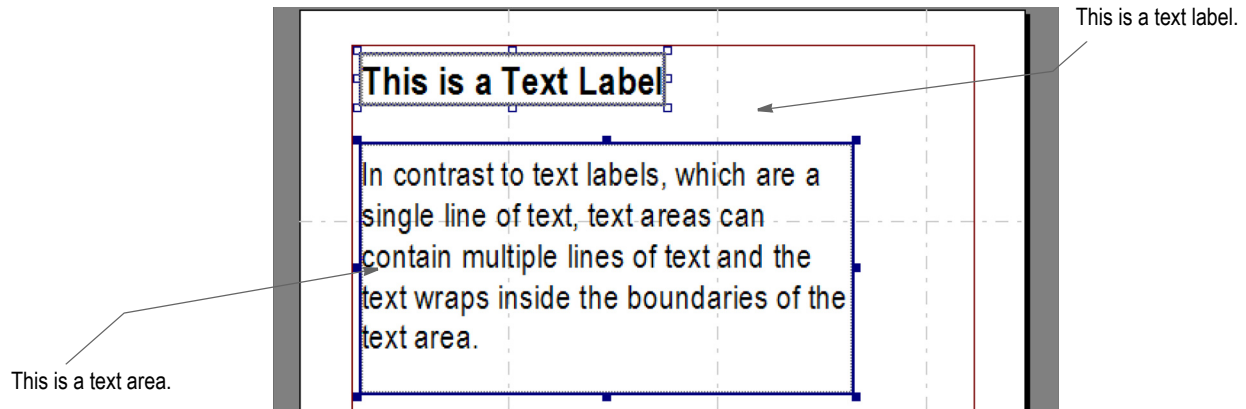 This is a text label.
This is a Text Label
In contrast to text labels, which are a
single line of text, text areas can
contain multiple lines of text and the
text wraps inside the boundaries of the
text area.
This is a text area.